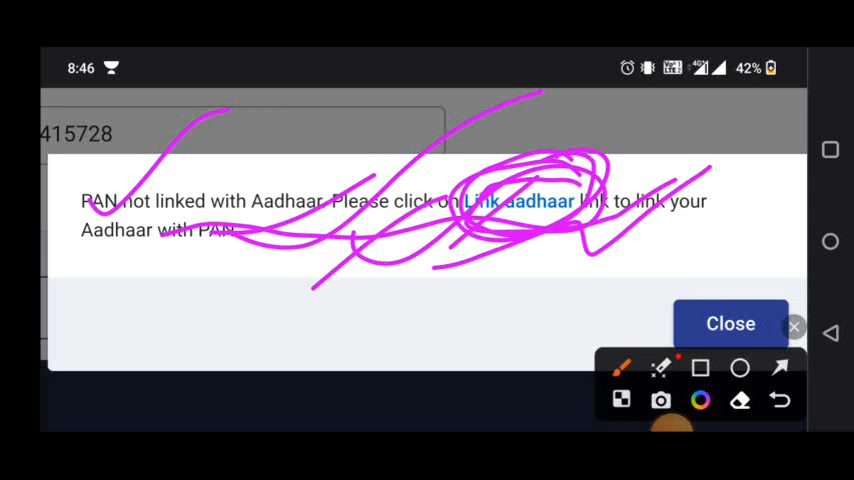 8:46
42%
415728
PAN not linked with Aadhaar. Please click on Link aadhaar link to link your
Aadhaar with PAN
Close